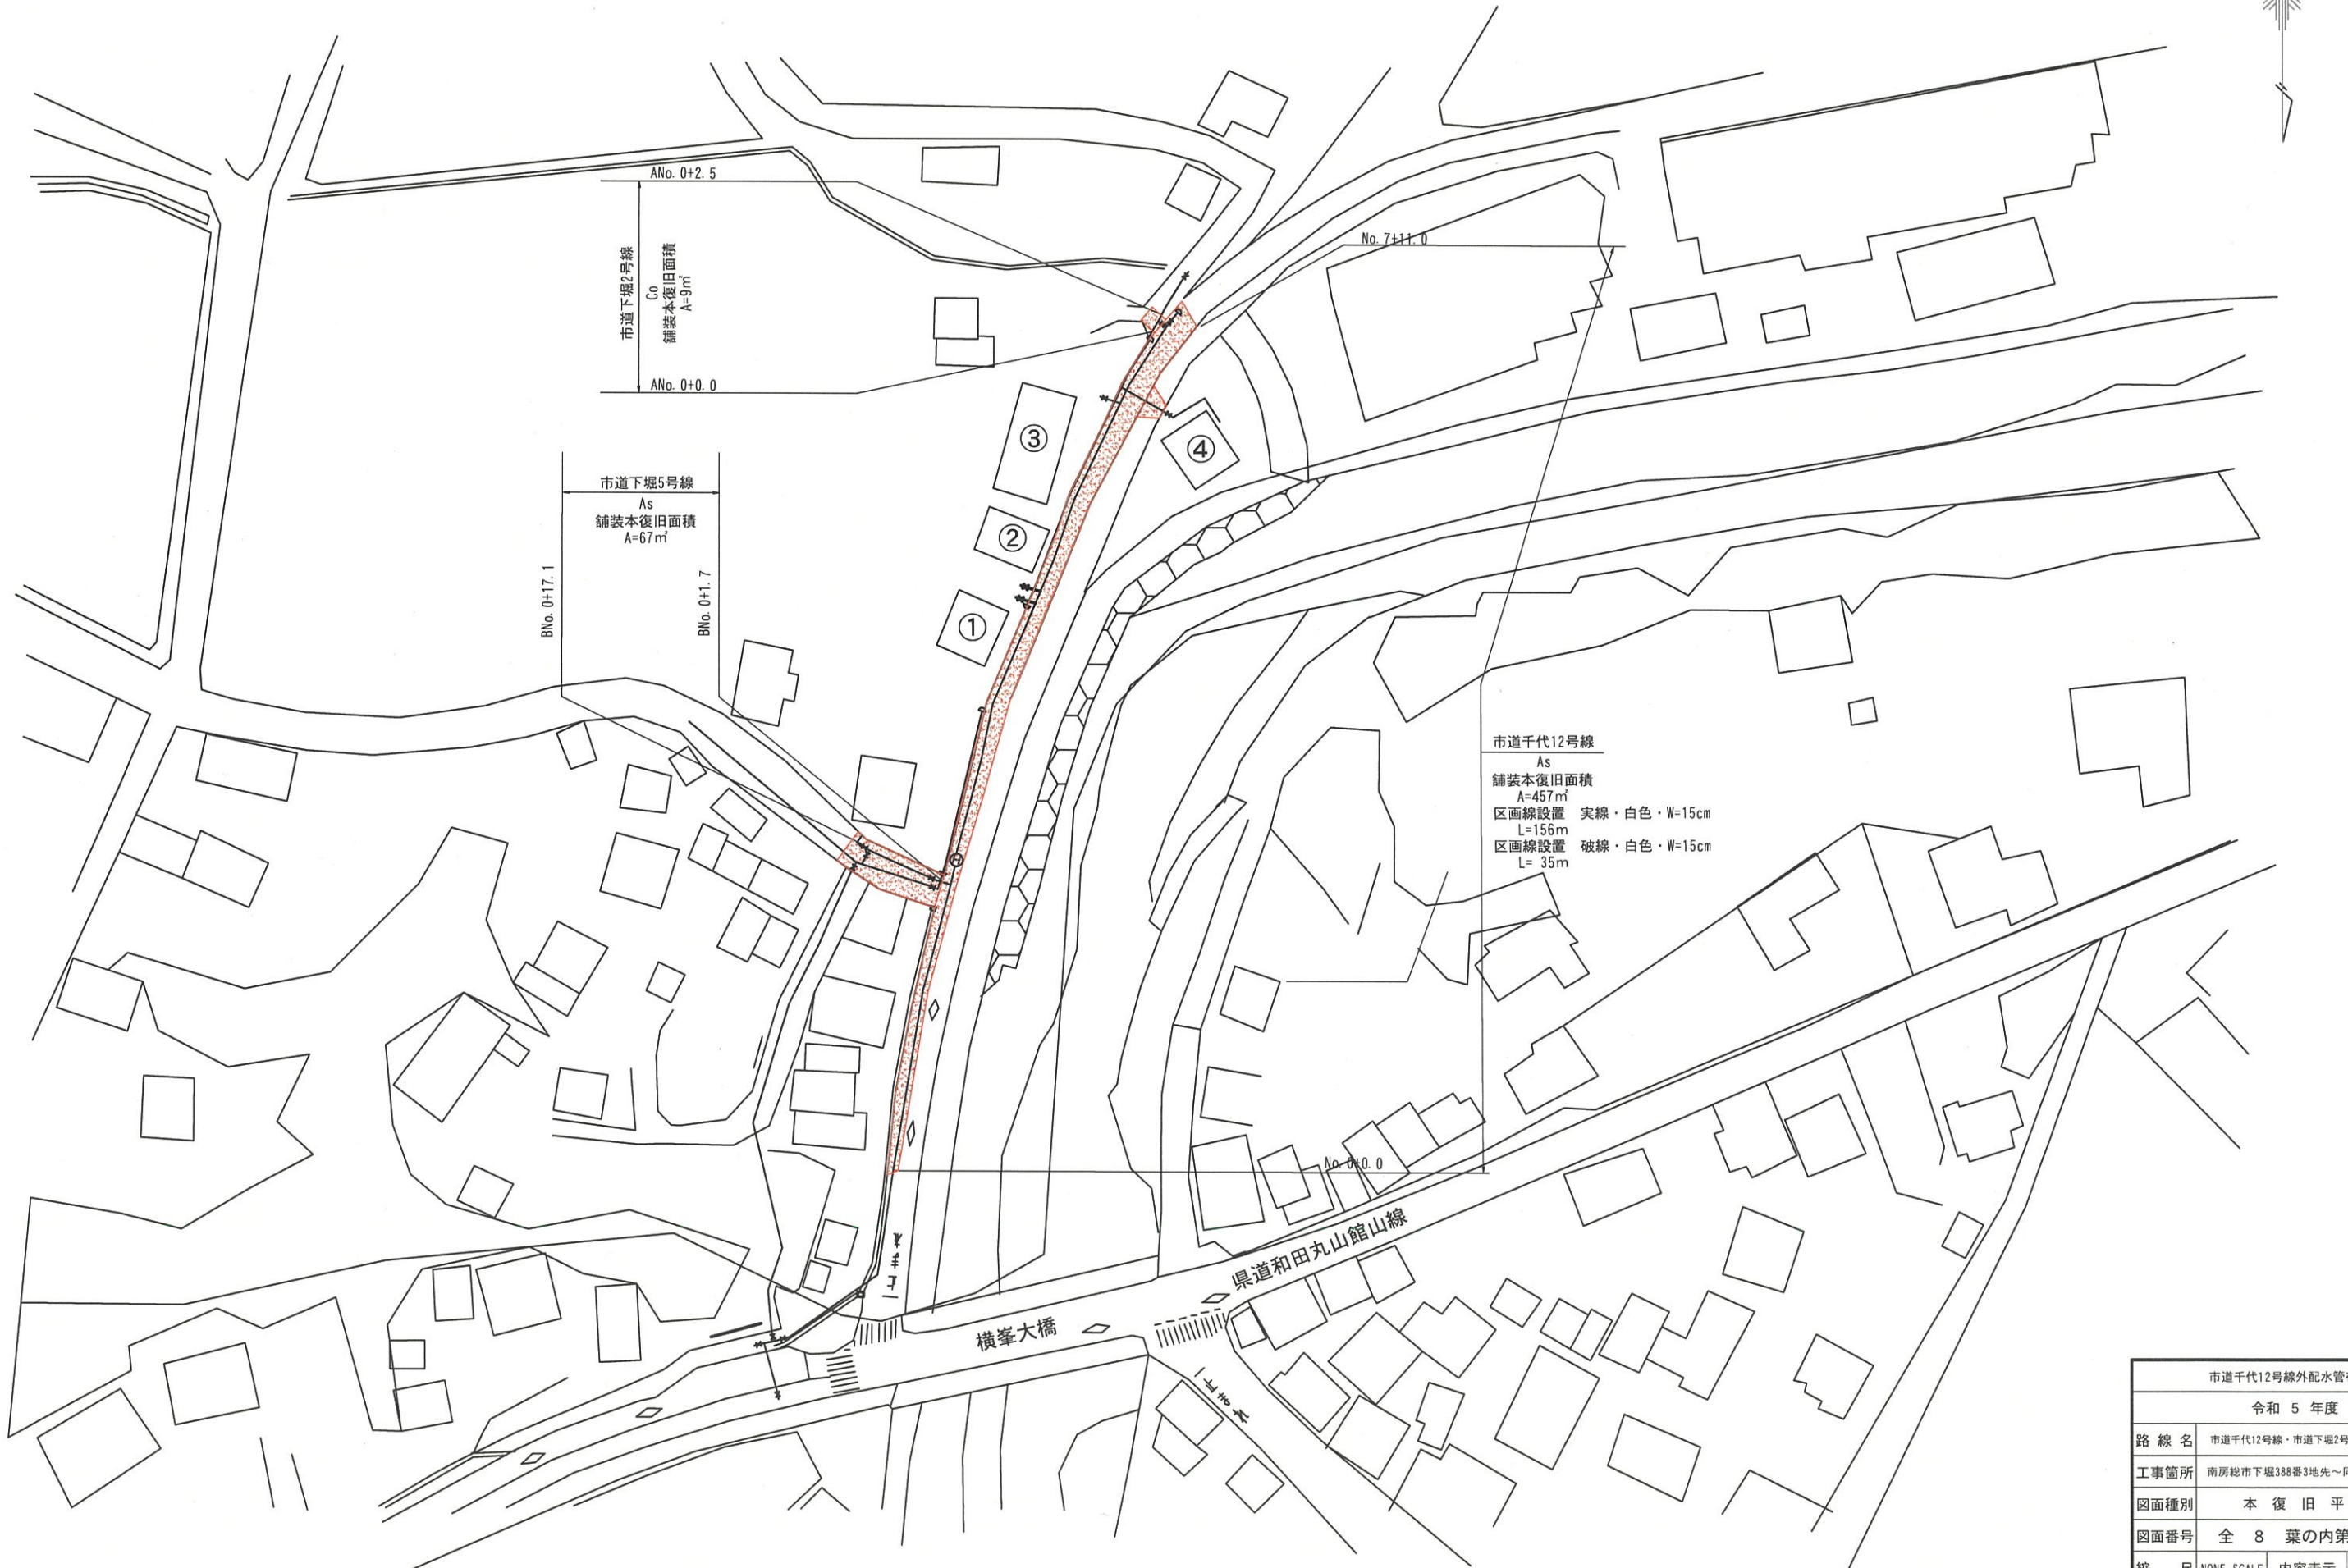 ANo. 0+2.5
市道下堀2号線
Co
舗装本復旧面積
A=9㎡
ANo. 0+0.0
No. 7+11.0
市道下堀5号線
As
舗装本復旧面積
A=67㎡
BNo. 0+17.1
BNo. 0+1.7
③
④
②
①
市道千代12号線
As
舗装本復旧面積
A=457㎡
区画線設置 実線・白色・W=15cm
L=156m
区画線設置 破線・白色・W=15cm
L= 35m
No. 0+0.0
止まれ
県道和田丸山館山線
横峯大橋
止まれ
市道千代12号線外配水管
令和 5 年度
路線名 市道千代12号線・市道下堀2号
工事箇所 南房総市下堀388番3地先～
図面種別 本復旧平
図面番号 全 8 葉の内第
NONE SCALE